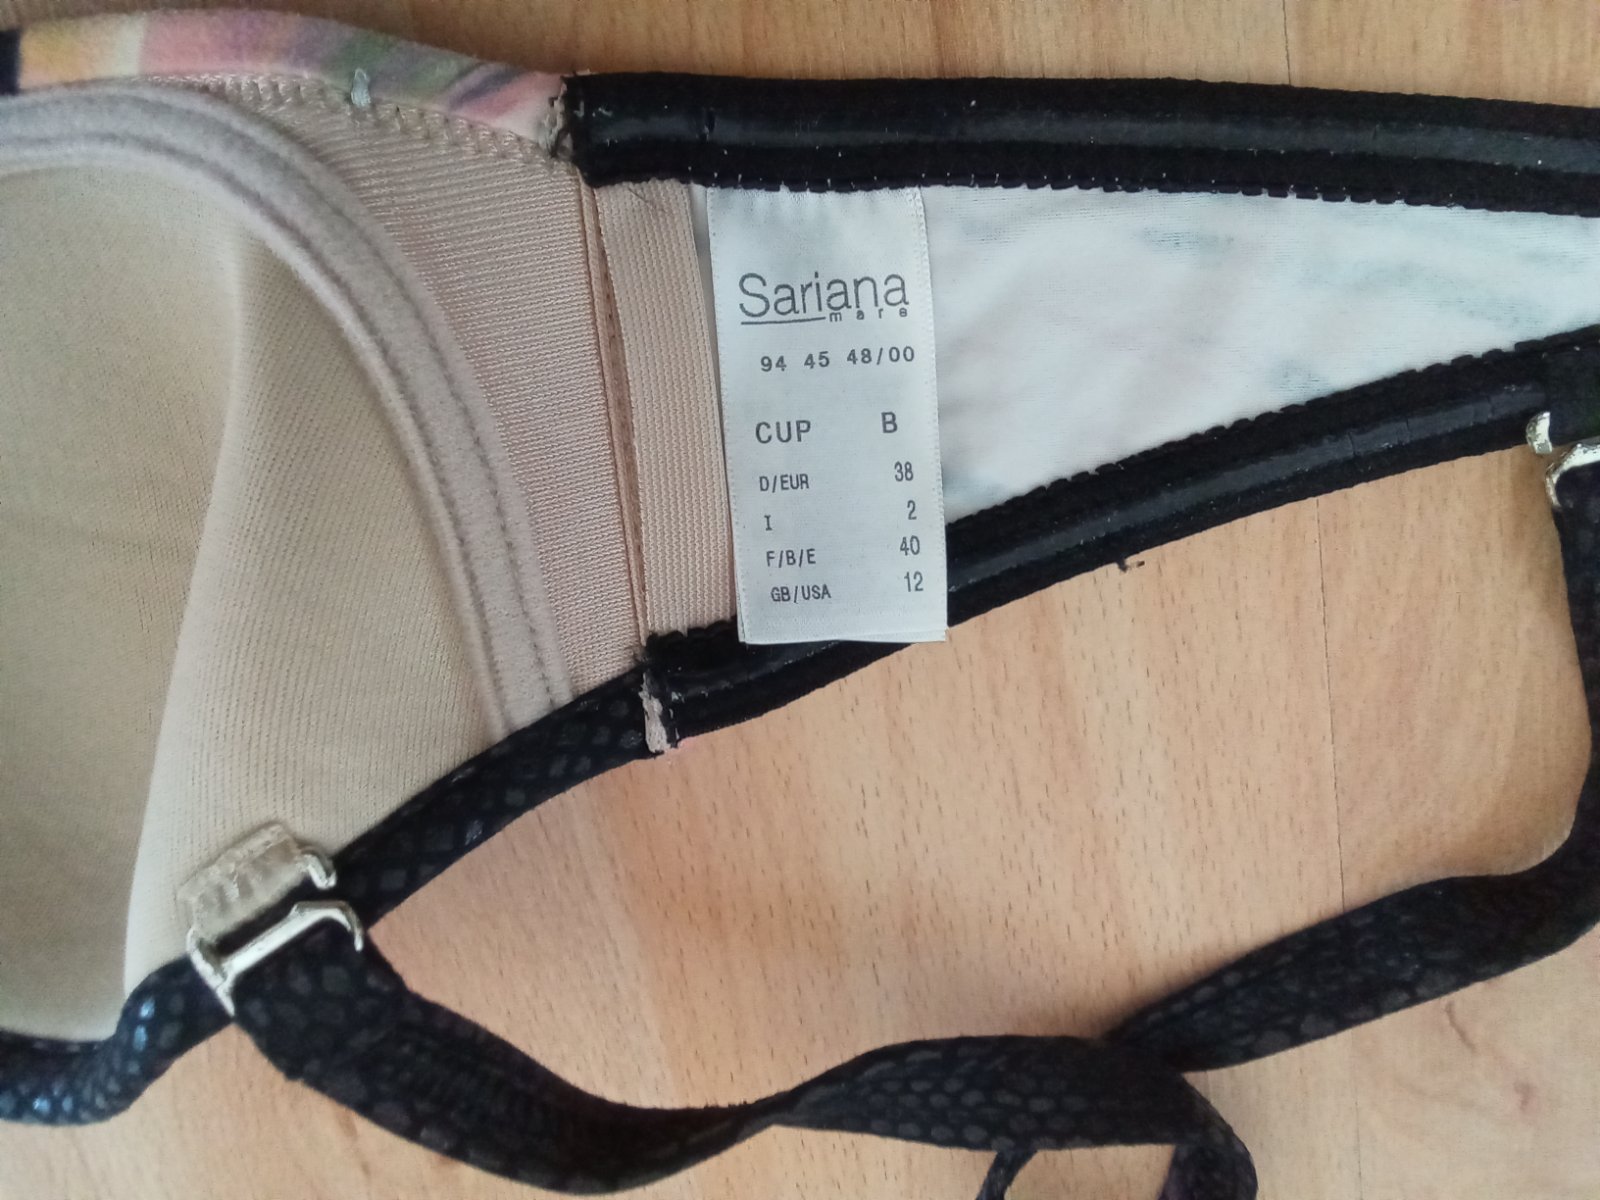 Sariana
mare
94 45 48/00
CUP B
D/EUR 38
I 2
F/B/E 40
GB/USA 12